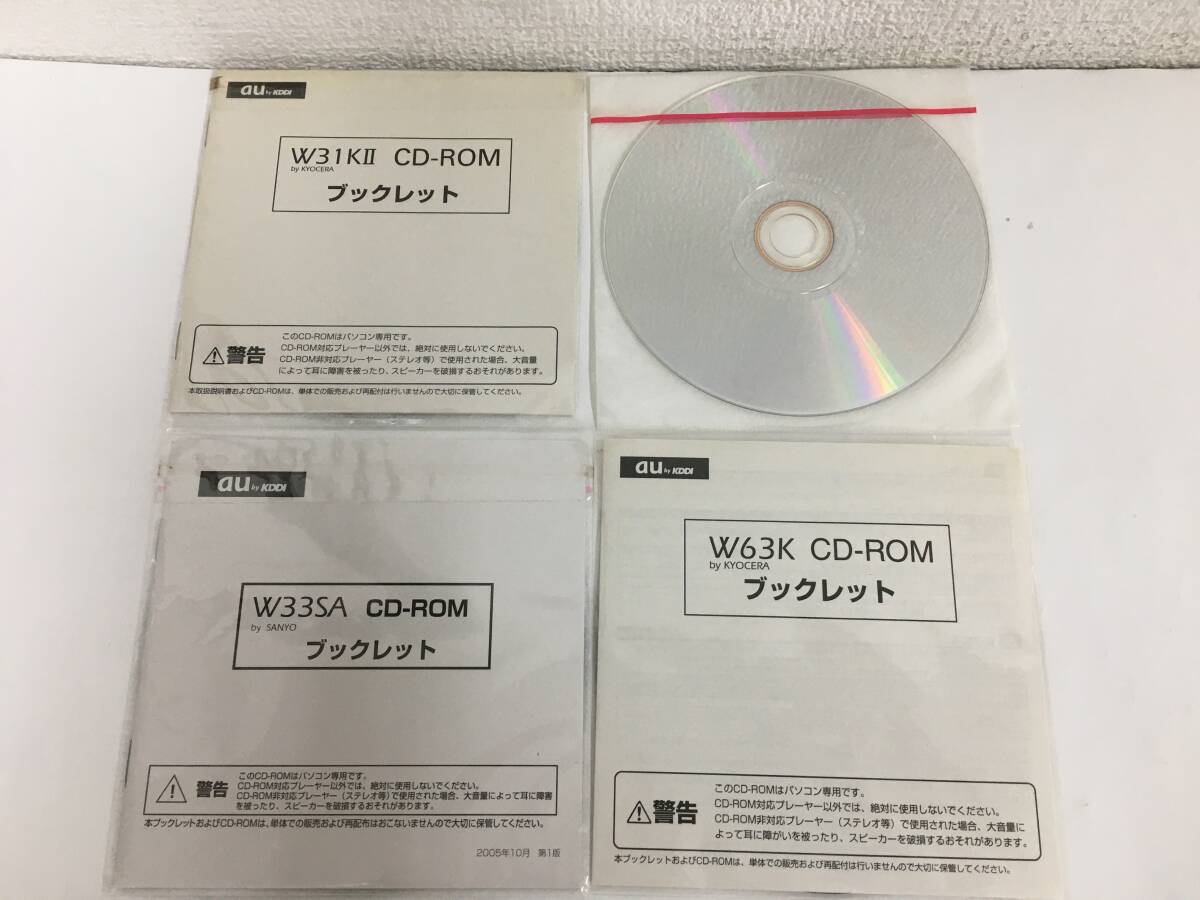 au by KDDI
W31KⅡ CD-ROM
by KYOCERA
ブックレット
警告
このCD-ROMはパソコン専用です。
CD-ROM対応プレーヤー以外では、絶対に使用しないでください。
CD-ROM非対応プレーヤー（ステレオ等）で使用された場合、大音量
によって耳に障害を被ったり、スピーカーを破損するおそれがあります。
本取扱説明書およびCD-ROMは、単体での販売および再配付は行いませんので大切に保管してください。
au by KDDI
W33SA CD-ROM
by SANYO
ブックレット
警告
このCD-ROMはパソコン専用です。
CD-ROM対応プレーヤー以外では、絶対に使用しないでください。
CD-ROM非対応プレーヤー（ステレオ等）で使用された場合、大音量によって耳に障害
を被ったり、スピーカーを破損するおそれがあります。
本ブックレットおよびCD-ROMは、単体での販売および再配布はおこないませんので大切に保管してください。
2005年10月 第1版
au by KDDI
W63K CD-ROM
by KYOCERA
ブックレット
警告
このCD-ROMはパソコン専用です。
CD-ROM対応プレーヤー以外では、絶対に使用しないでください。
CD-ROM非対応プレーヤー（ステレオ等）で使用された場合、大音量に
よって耳に障がいを被ったり、スピーカーを破損するおそれがあります。
本ブックレットおよびCD-ROMは、単体での販売および再配付は行いませんので大切に保管してください。